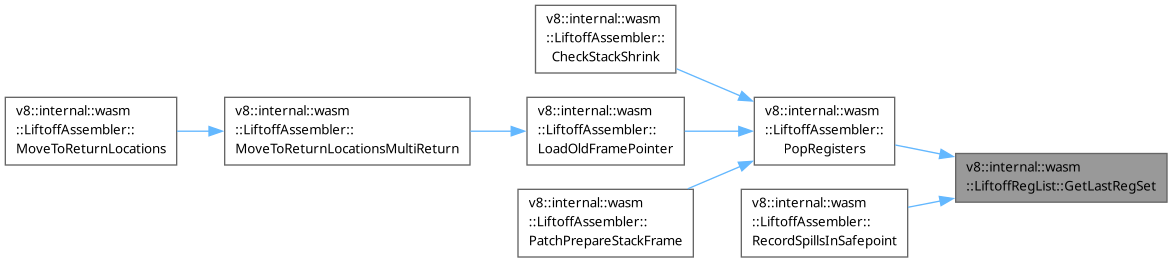 v8::internal::wasm
::LiftoffAssembler::
CheckStackShrink
v8::internal::wasm
::LiftoffAssembler::
MoveToReturnLocations
v8::internal::wasm
::LiftoffAssembler::
MoveToReturnLocationsMultiReturn
v8::internal::wasm
::LiftoffAssembler::
LoadOldFramePointer
v8::internal::wasm
::LiftoffAssembler::
PopRegisters
v8::internal::wasm
::LiftoffRegList::GetLastRegSet
v8::internal::wasm
::LiftoffAssembler::
PatchPrepareStackFrame
v8::internal::wasm
::LiftoffAssembler::
RecordSpillsInSafepoint